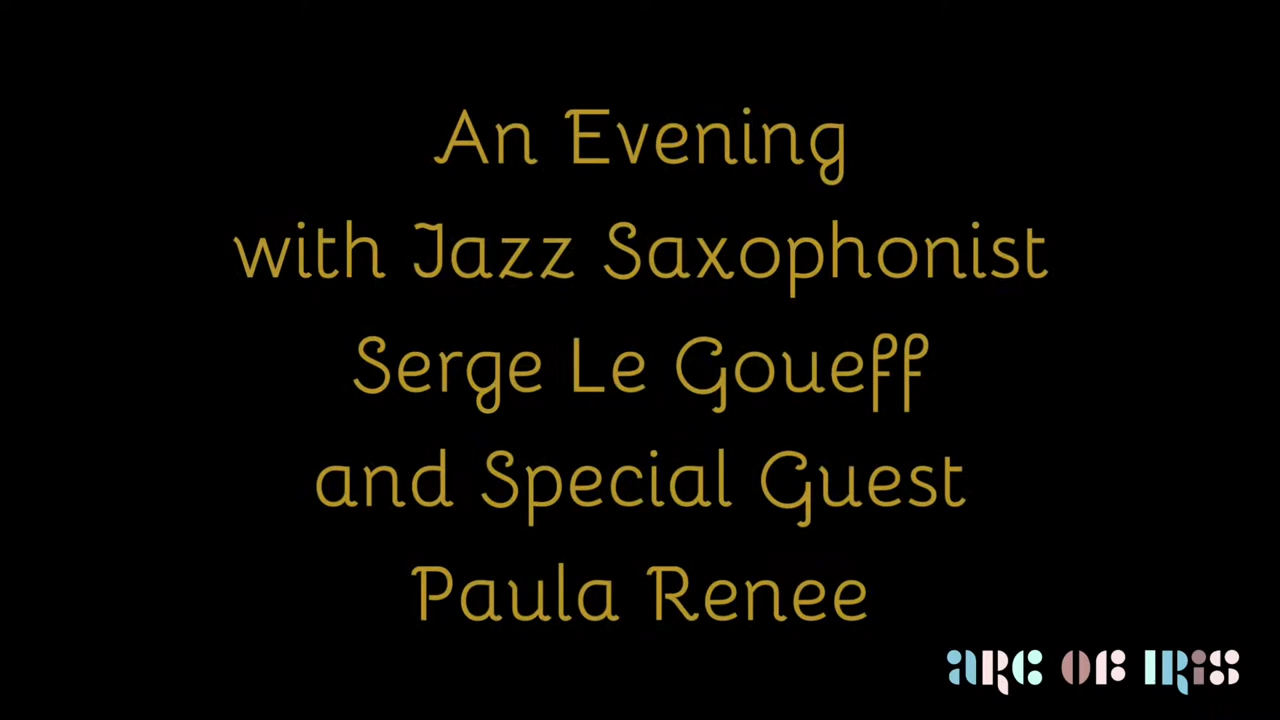 An Evening
with Jazz Saxophonist
Serge Le Goueff
and Special Guest
Paula Renee
ARC OF IRiS